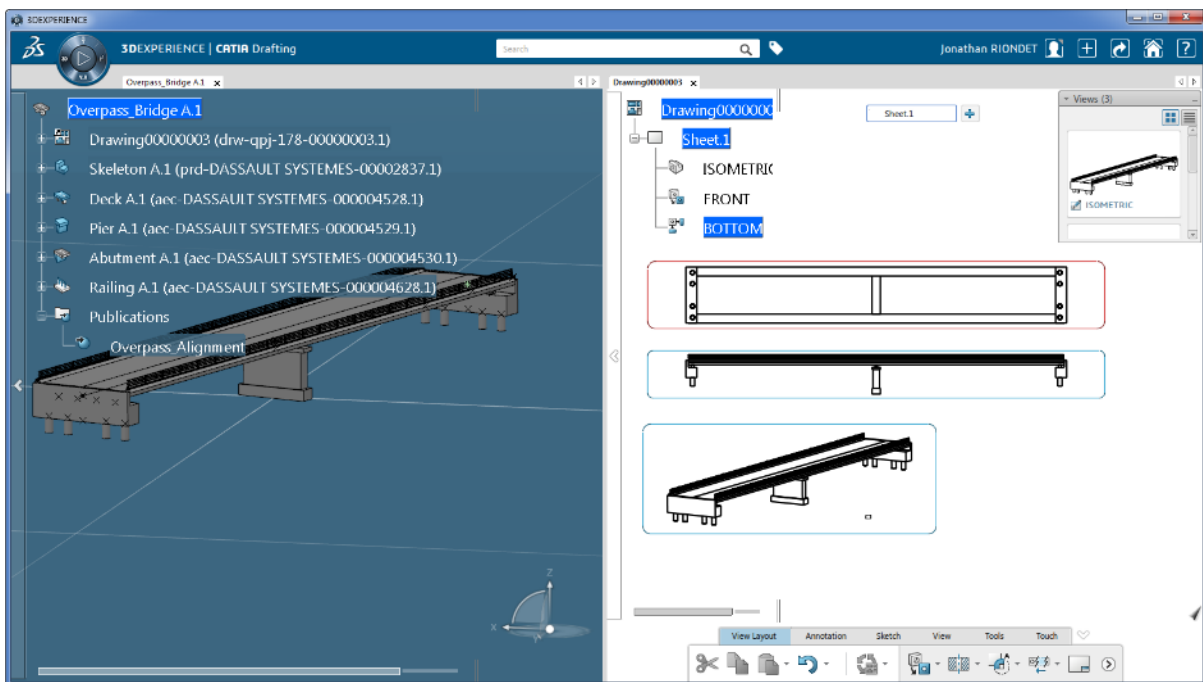 3DEXPERIENCE
3DEXPERIENCE | CATIA Drafting
Search
Jonathan RIONDET
Overpass_Bridge A.1
Drawing00000003
Overpass_Bridge A.1
Drawing00000003 (drw-qpj-178-00000003.1)
Skeleton A.1 (prd-DASSAULT SYSTEMES-00002837.1)
Deck A.1 (aec-DASSAULT SYSTEMES-000004528.1)
Pier A.1 (aec-DASSAULT SYSTEMES-000004529.1)
Abutment A.1 (aec-DASSAULT SYSTEMES-000004530.1)
Railing A.1 (aec-DASSAULT SYSTEMES-000004628.1)
Publications
Overpass_Alignment
Z
X
Drawing0000000
Sheet.1
ISOMETRIC
FRONT
BOTTOM
Sheet.1
Views (3)
ISOMETRIC
View Layout
Annotation
Sketch
View
Tools
Touch